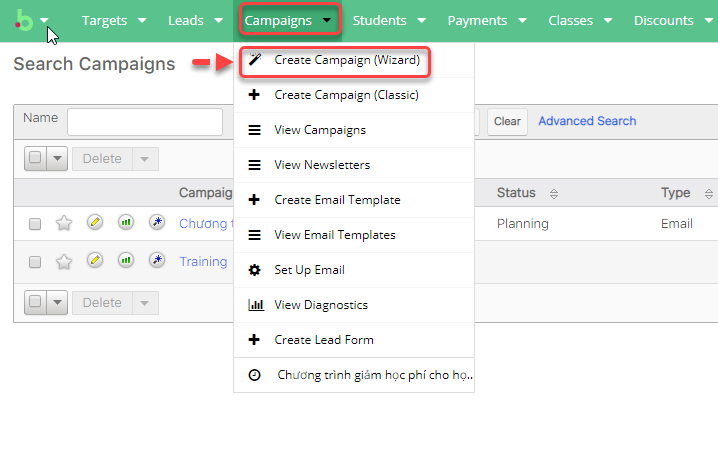 Targets Leads Campaigns Students Payments Classes Discounts
Search Campaigns
Create Campaign (Wizard)
Create Campaign (Classic)
View Campaigns
View Newsletters
Create Email Template
View Email Templates
Set Up Email
View Diagnostics
Create Lead Form
Chương trình giảm học phí cho họ..
Name Clear Advanced Search
Delete
Campaig Status Type
Chương t Planning Email
Training
Delete